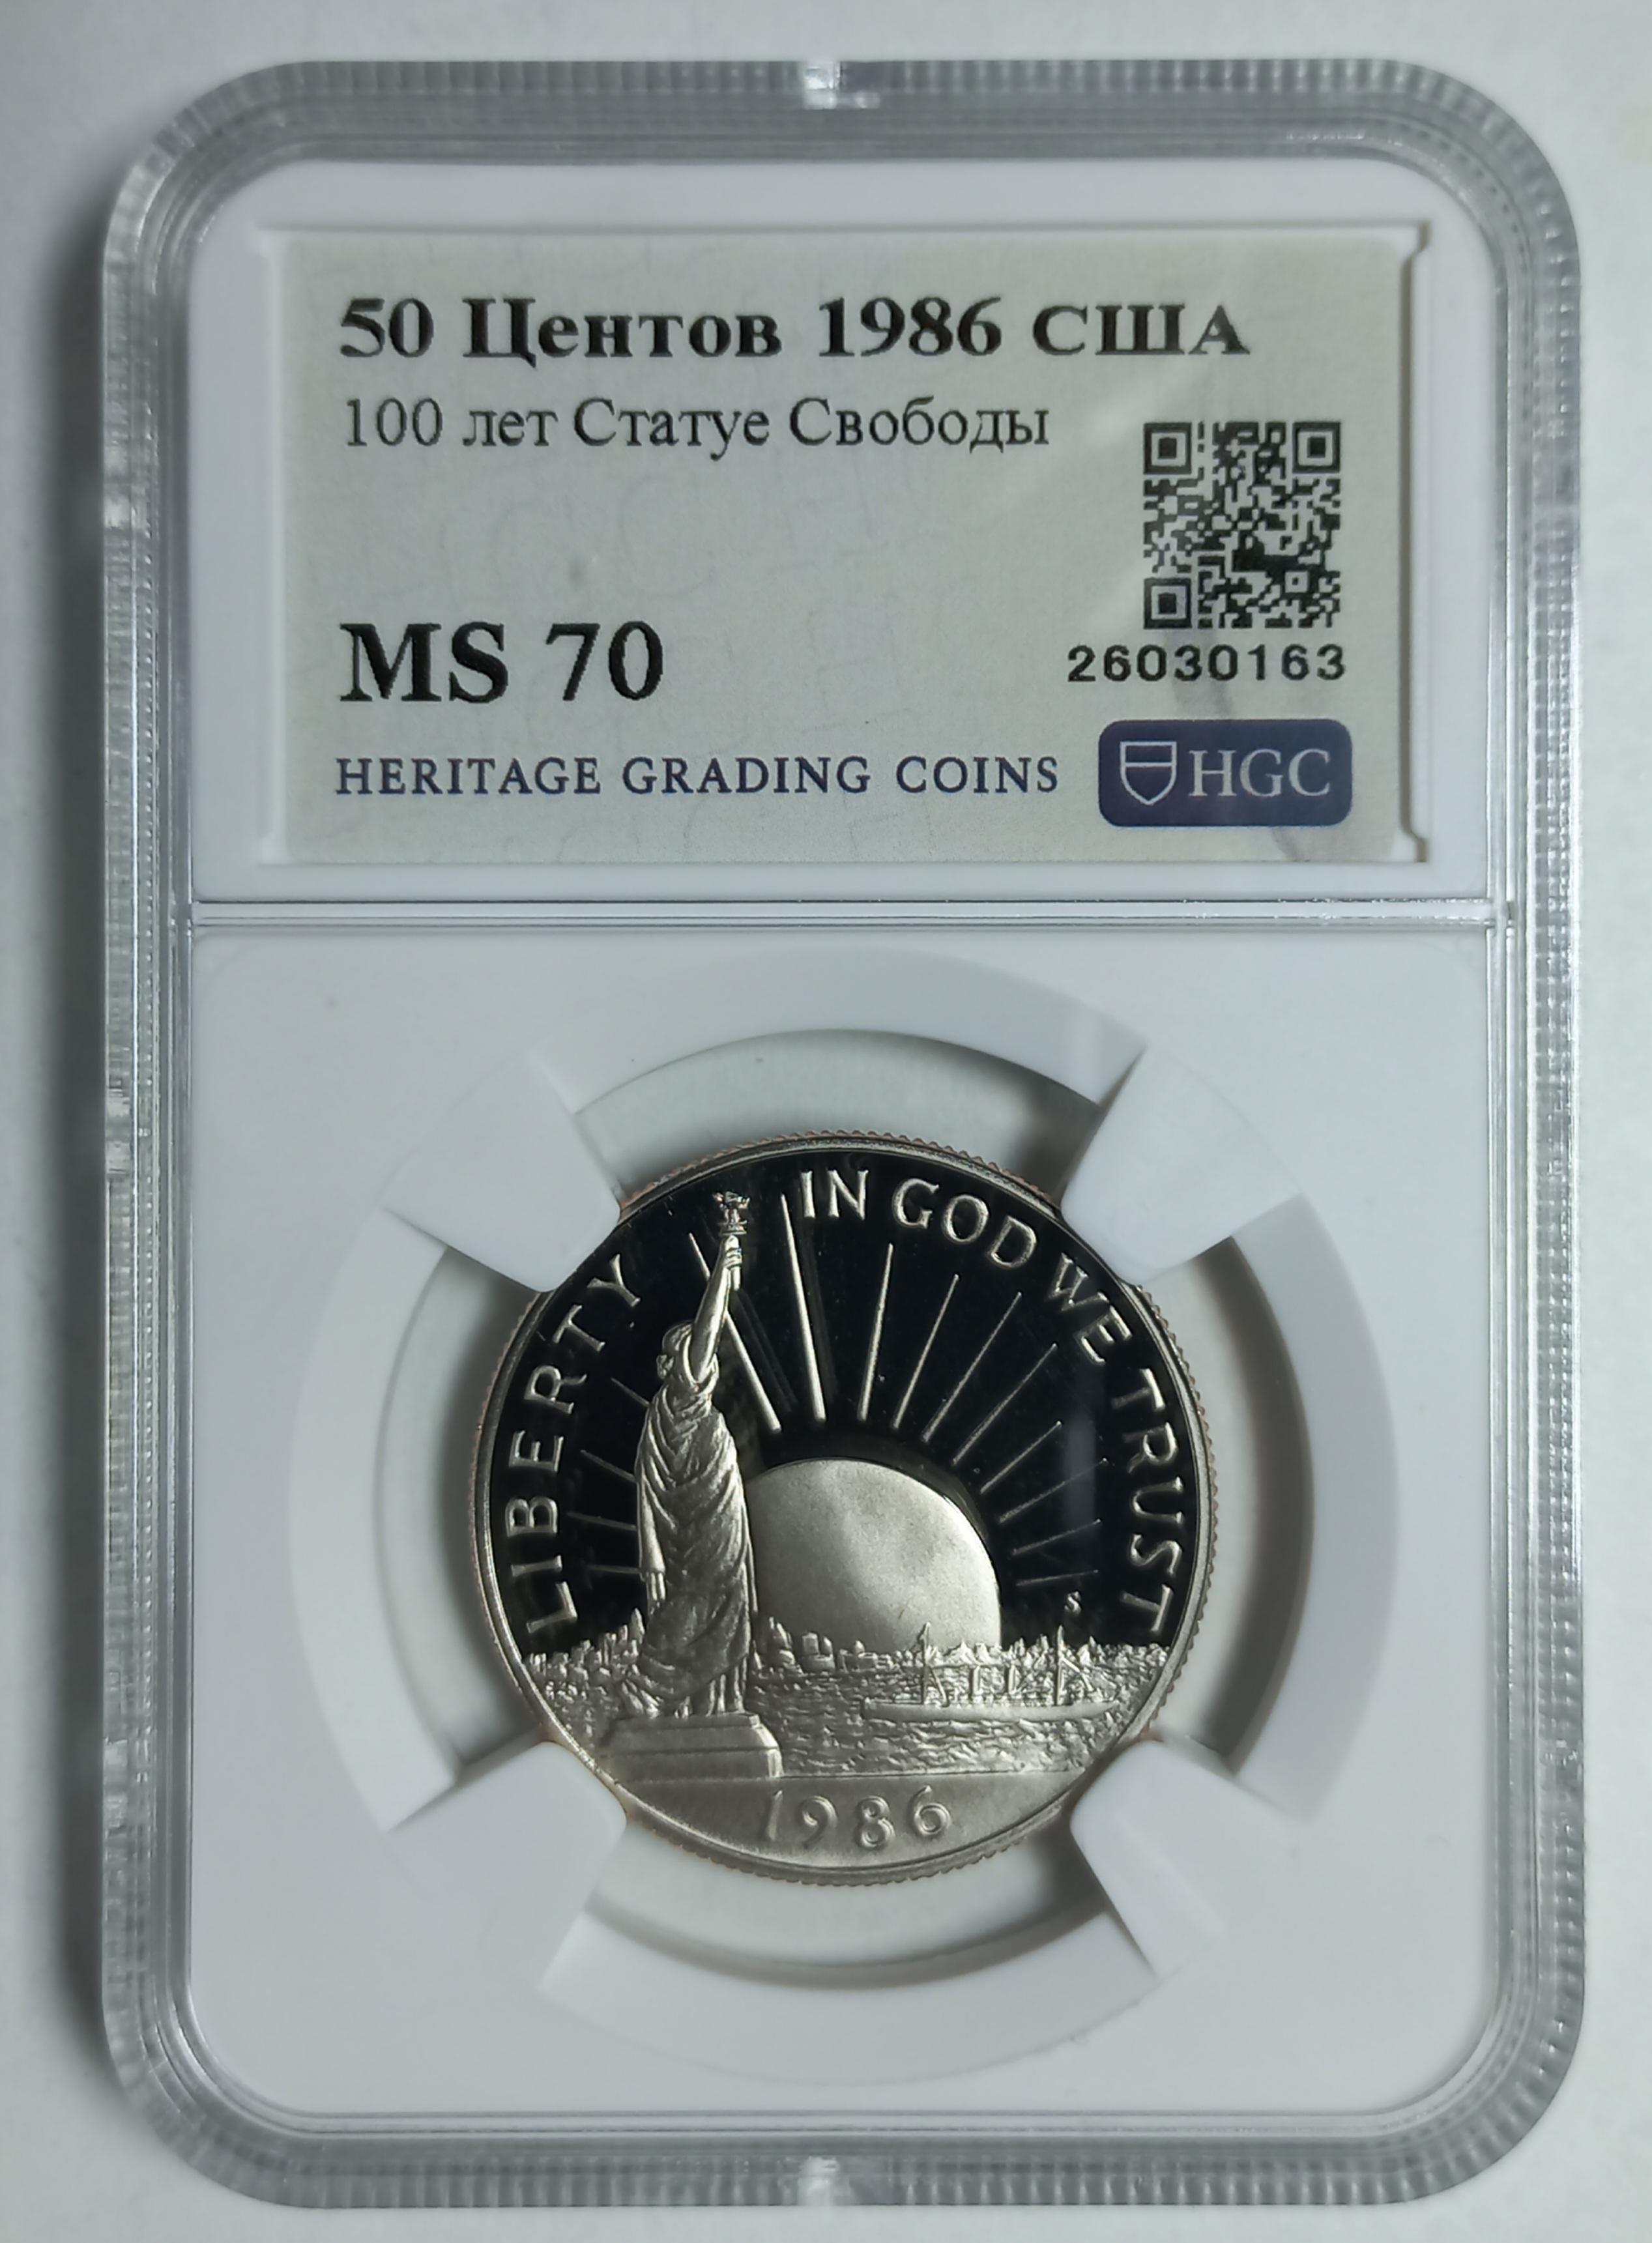 50 Центов 1986 США
100 лет Статуе Свободы
MS 70
26030163
HERITAGE GRADING COINS
HGC
LIBERTY
IN GOD WE TRUST
S
1986